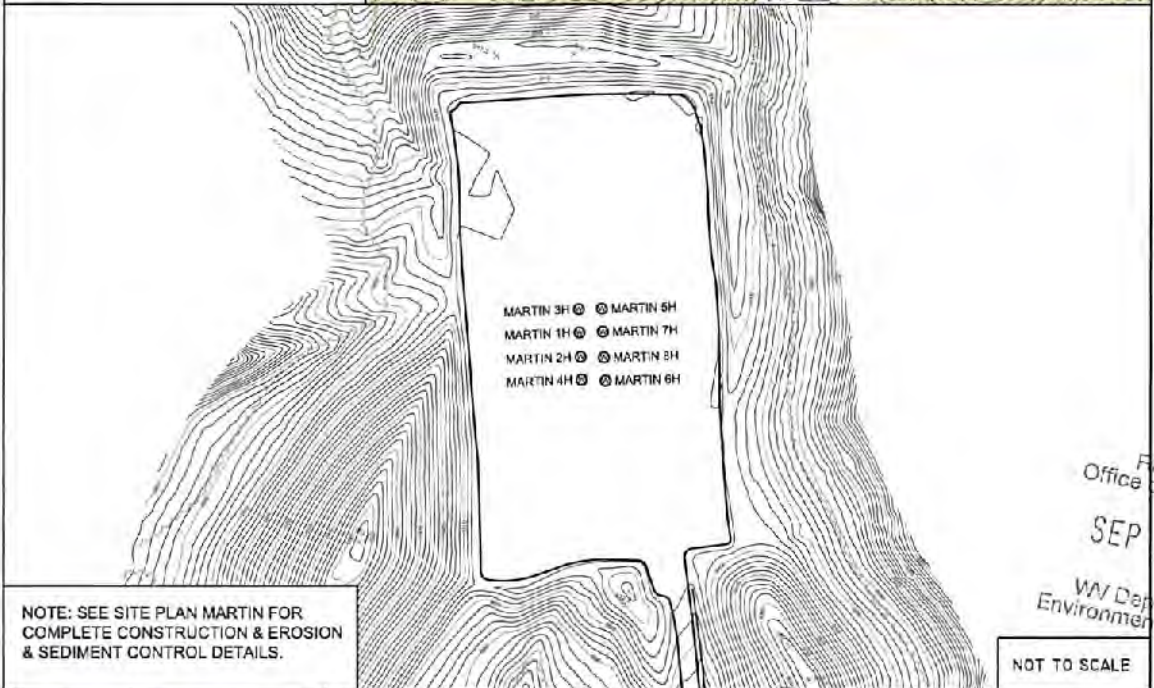 MARTIN 3H MARTIN 5H
MARTIN 1H MARTIN 7H
MARTIN 2H MARTIN 8H
MARTIN 4H MARTIN 6H
Office
SEP
WV Dep
Environmen
NOTE: SEE SITE PLAN MARTIN FOR
COMPLETE CONSTRUCTION & EROSION
& SEDIMENT CONTROL DETAILS.
NOT TO SCALE